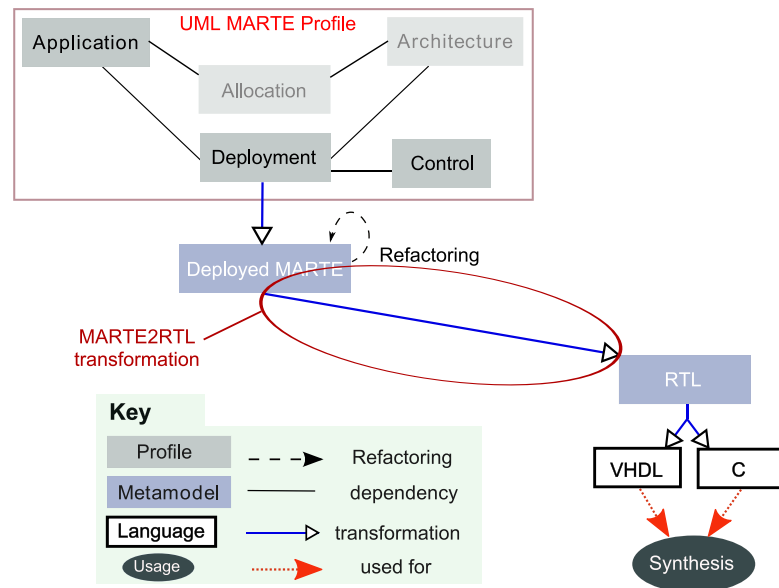 UML MARTE Profile
Application
Architecture
Allocation
Deployment
Control
Deployed MARTE
Refactoring
MARTE2RTL
transformation
RTL
VHDL
C
Synthesis
Key
Profile
Refactoring
Metamodel
dependency
Language
transformation
Usage
used for